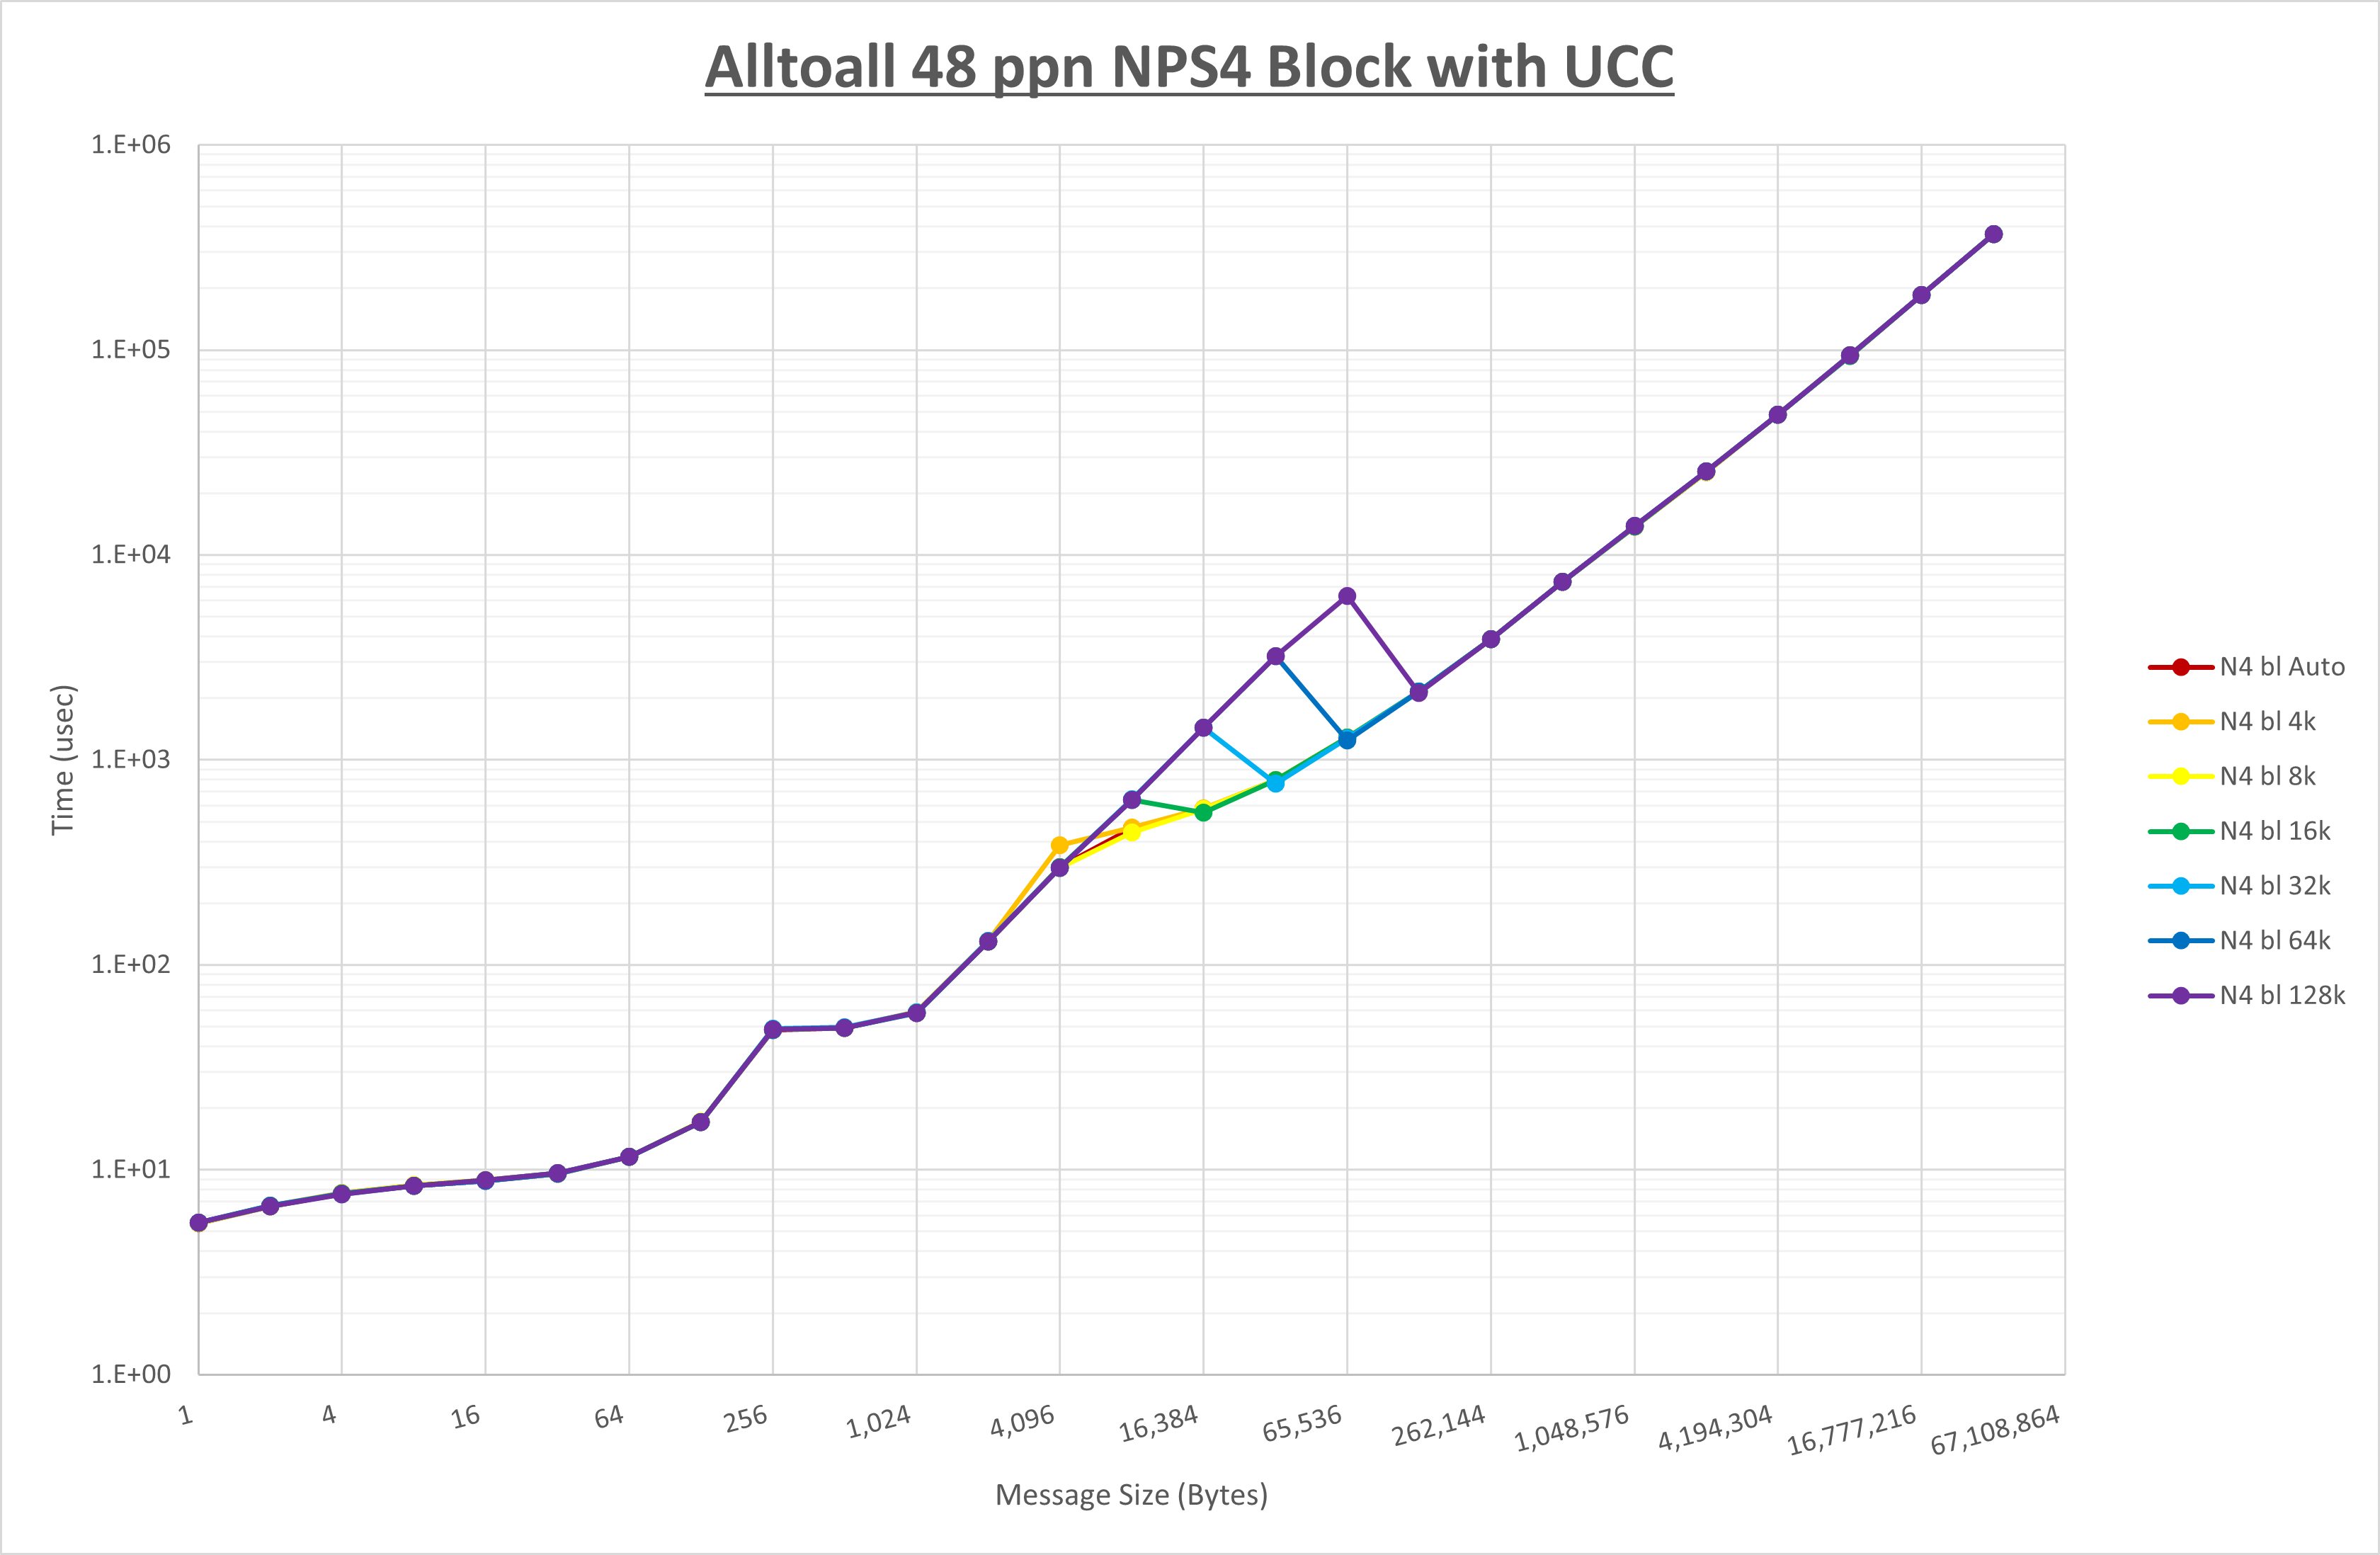 Alltoall 48 ppn NPS4 Block with UCC
1.E+06
1.E+05
1.E+04
1.E+03
1.E+02
1.E+01
1.E+00
Time (usec)
1
4
16
64
256
1,024
4,096
16,384
65,536
262,144
1,048,576
4,194,304
16,777,216
67,108,864
Message Size (Bytes)
N4 bl Auto
N4 bl 4k
N4 bl 8k
N4 bl 16k
N4 bl 32k
N4 bl 64k
N4 bl 128k